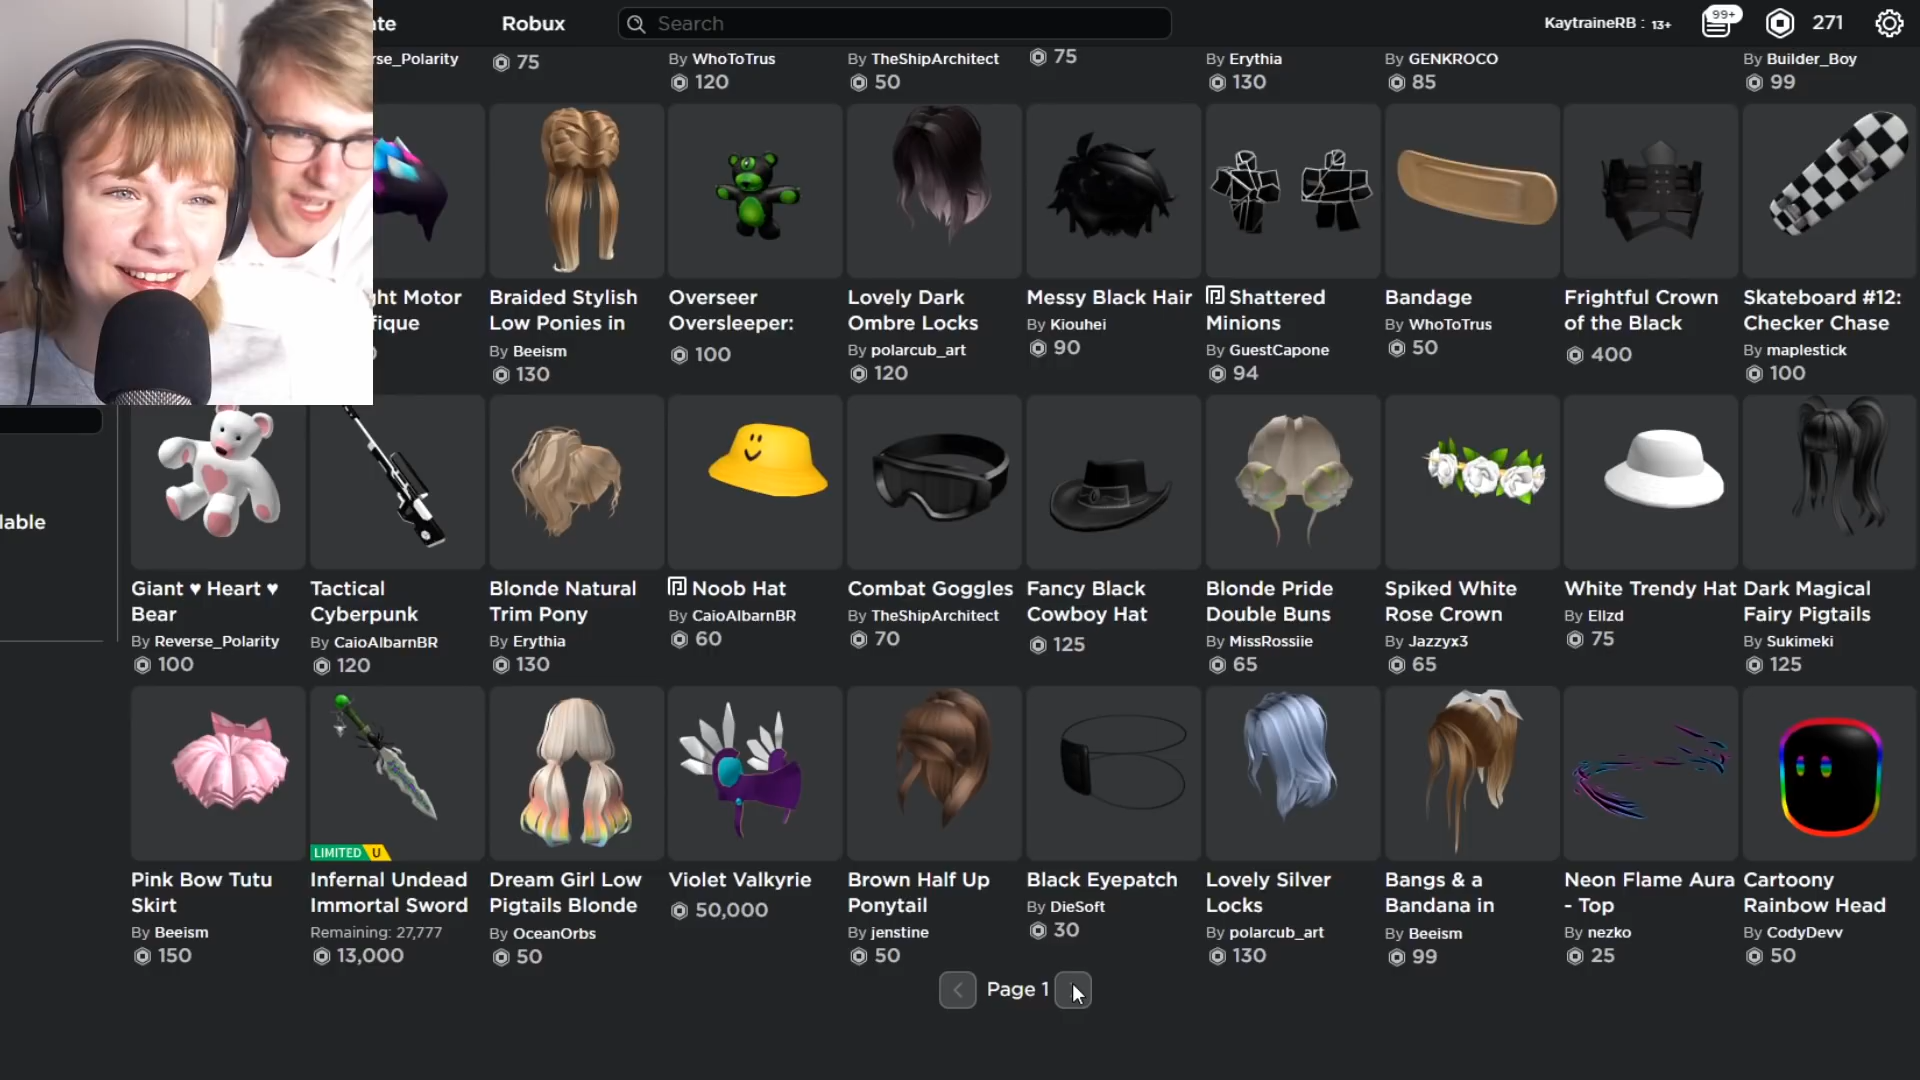 ate Robux Search KaytraineRB : 13+ 99+ 271
rse_Polarity 75 By WhoToTrus By TheShipArchitect 75 By Erythia By GENKROCO By Builder_Boy
120 50 130 85 99
ght Motor Braided Stylish Overseer Lovely Dark Messy Black Hair Shattered Bandage Frightful Crown Skateboard #12:
fique Low Ponies in Oversleeper: Ombre Locks By Kiouhei Minions By WhoToTrus of the Black Checker Chase
By Beeism 100 By polarcub_art 90 By GuestCapone 50 400 By maplestick
130 120 94 100
lable
Giant ♥ Heart ♥ Tactical Blonde Natural Noob Hat Combat Goggles Fancy Black Blonde Pride Spiked White White Trendy Hat Dark Magical
Bear Cyberpunk Trim Pony By CaioAlbarnBR By TheShipArchitect Cowboy Hat Double Buns Rose Crown By Ellzd Fairy Pigtails
By Reverse_Polarity By CaioAlbarnBR By Erythia 60 70 125 By MissRossiie By Jazzyx3 75 By Sukimeki
100 120 130 65 65 125
LIMITED U
Pink Bow Tutu Infernal Undead Dream Girl Low Violet Valkyrie Brown Half Up Black Eyepatch Lovely Silver Bangs & a Neon Flame Aura Cartoony
Skirt Immortal Sword Pigtails Blonde 50,000 Ponytail By DieSoft Locks Bandana in - Top Rainbow Head
By Beeism Remaining: 27,777 By OceanOrbs By jenstine 30 By polarcub_art By Beeism By nezko By CodyDevv
150 13,000 50 50 130 99 25 50
Page 1